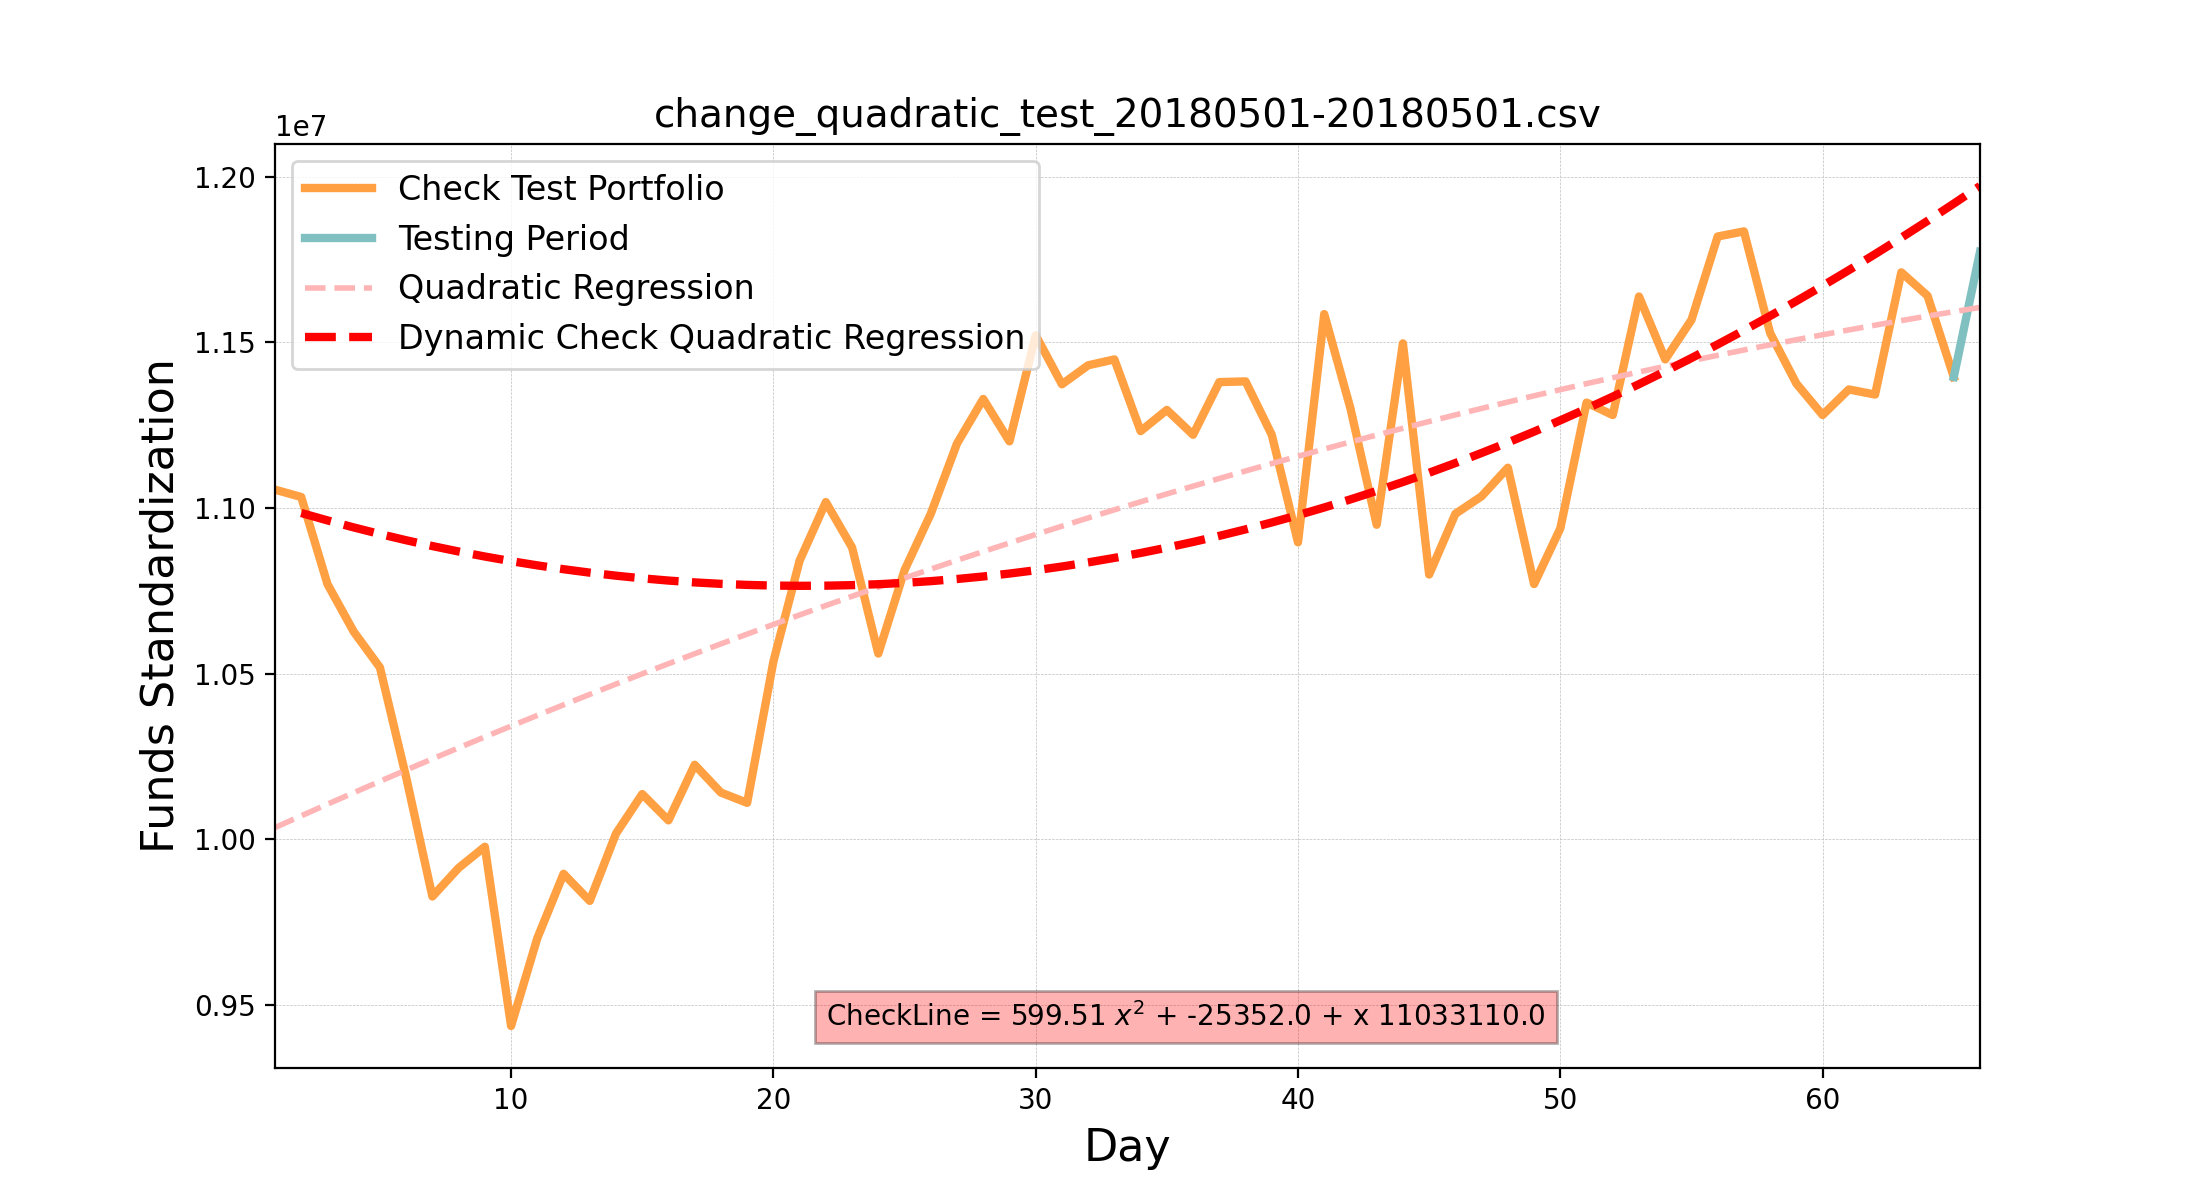 change_quadratic_test_20180501-20180501.csv
1e7
1.20
1.15
1.10
1.05
1.00
0.95
Funds Standardization
Check Test Portfolio
Testing Period
Quadratic Regression
Dynamic Check Quadratic Regression
CheckLine = 599.51 x² + -25352.0 + x 11033110.0
10 20 30 40 50 60
Day